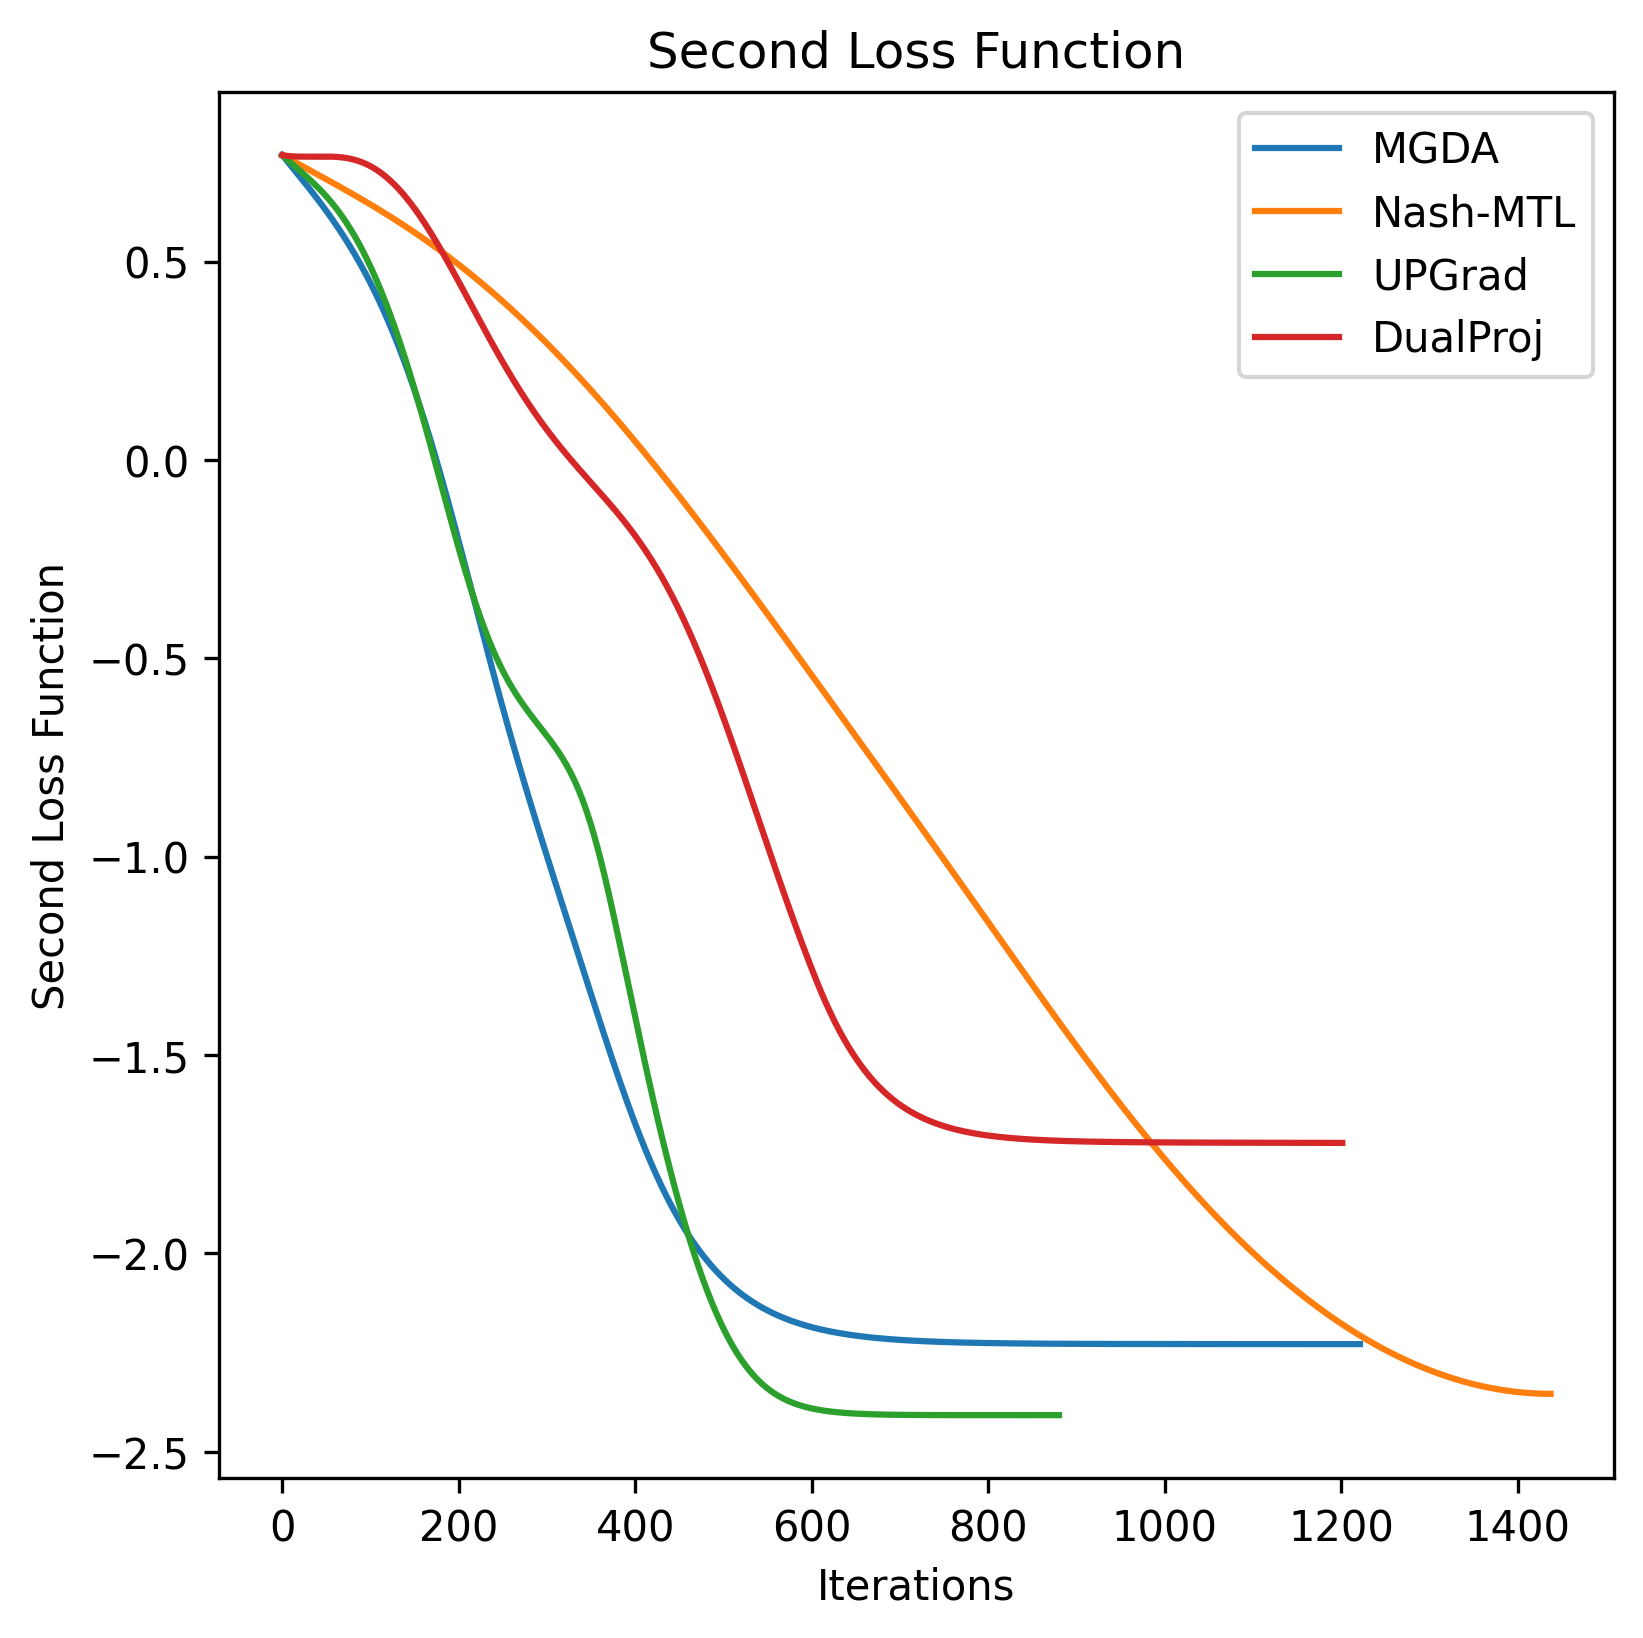 Second Loss Function
MGDA
Nash-MTL
UPGrad
DualProj
Second Loss Function
0.5
0.0
−0.5
−1.0
−1.5
−2.0
−2.5
0 200 400 600 800 1000 1200 1400
Iterations